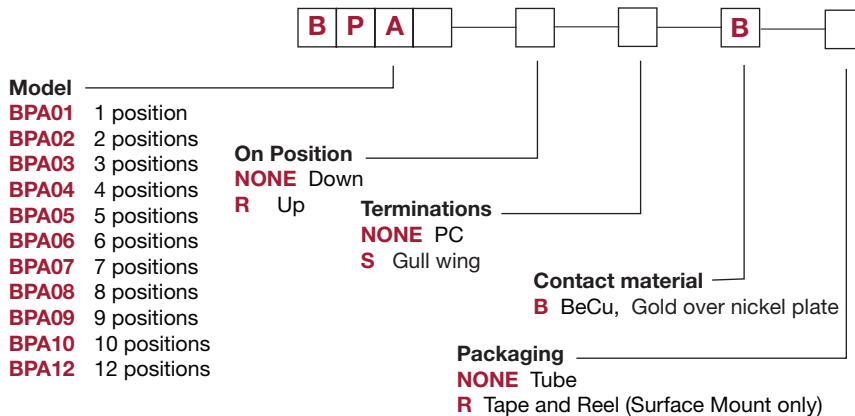 B P A B
Model
BPA01 1 position
BPA02 2 positions
BPA03 3 positions
BPA04 4 positions
BPA05 5 positions
BPA06 6 positions
BPA07 7 positions
BPA08 8 positions
BPA09 9 positions
BPA10 10 positions
BPA12 12 positions
On Position
NONE Down
R Up
Terminations
NONE PC
S Gull wing
Contact material
B BeCu, Gold over nickel plate
Packaging
NONE Tube
R Tape and Reel (Surface Mount only)